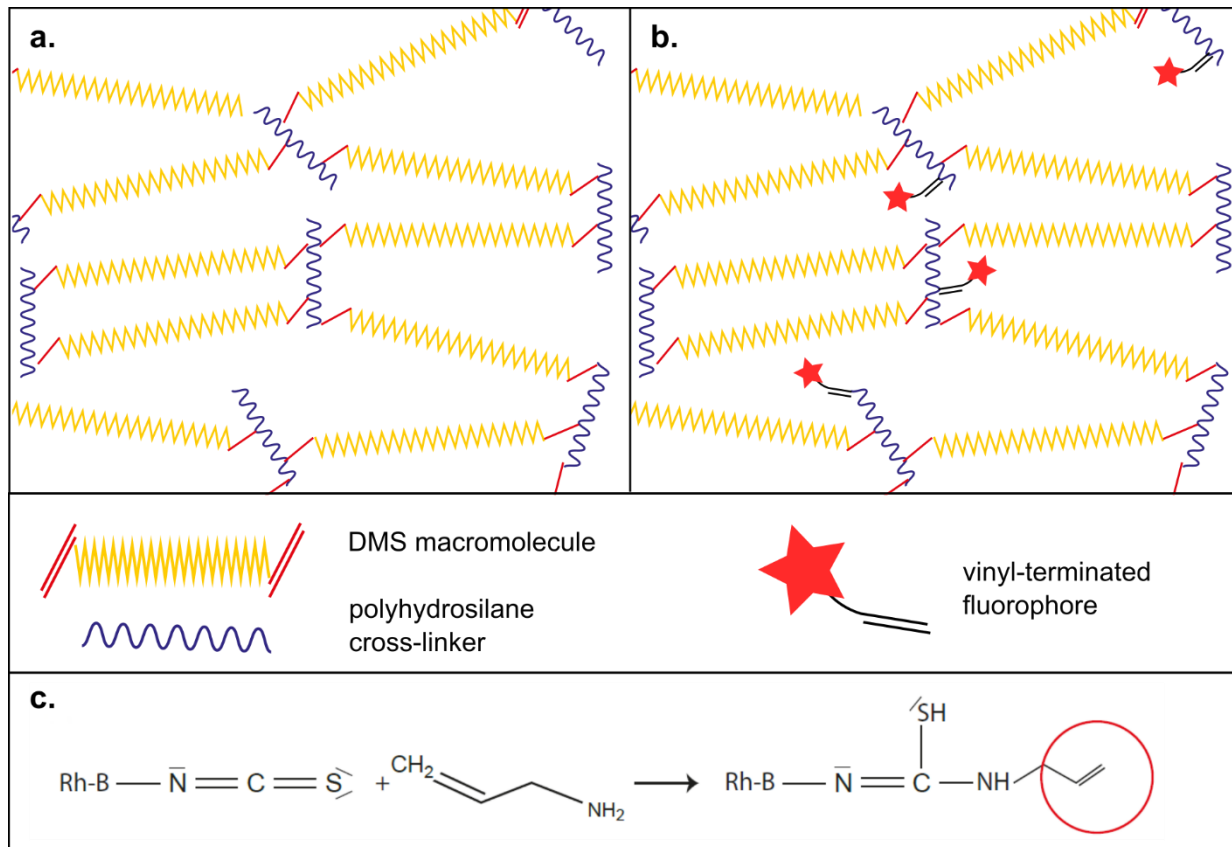 a.
b.
DMS macromolecule
polyhydrosilane
cross-linker
vinyl-terminated
fluorophore
c.
Rh-B — N = C = S + CH2 NH2 → Rh-B — N = C — NH
SH